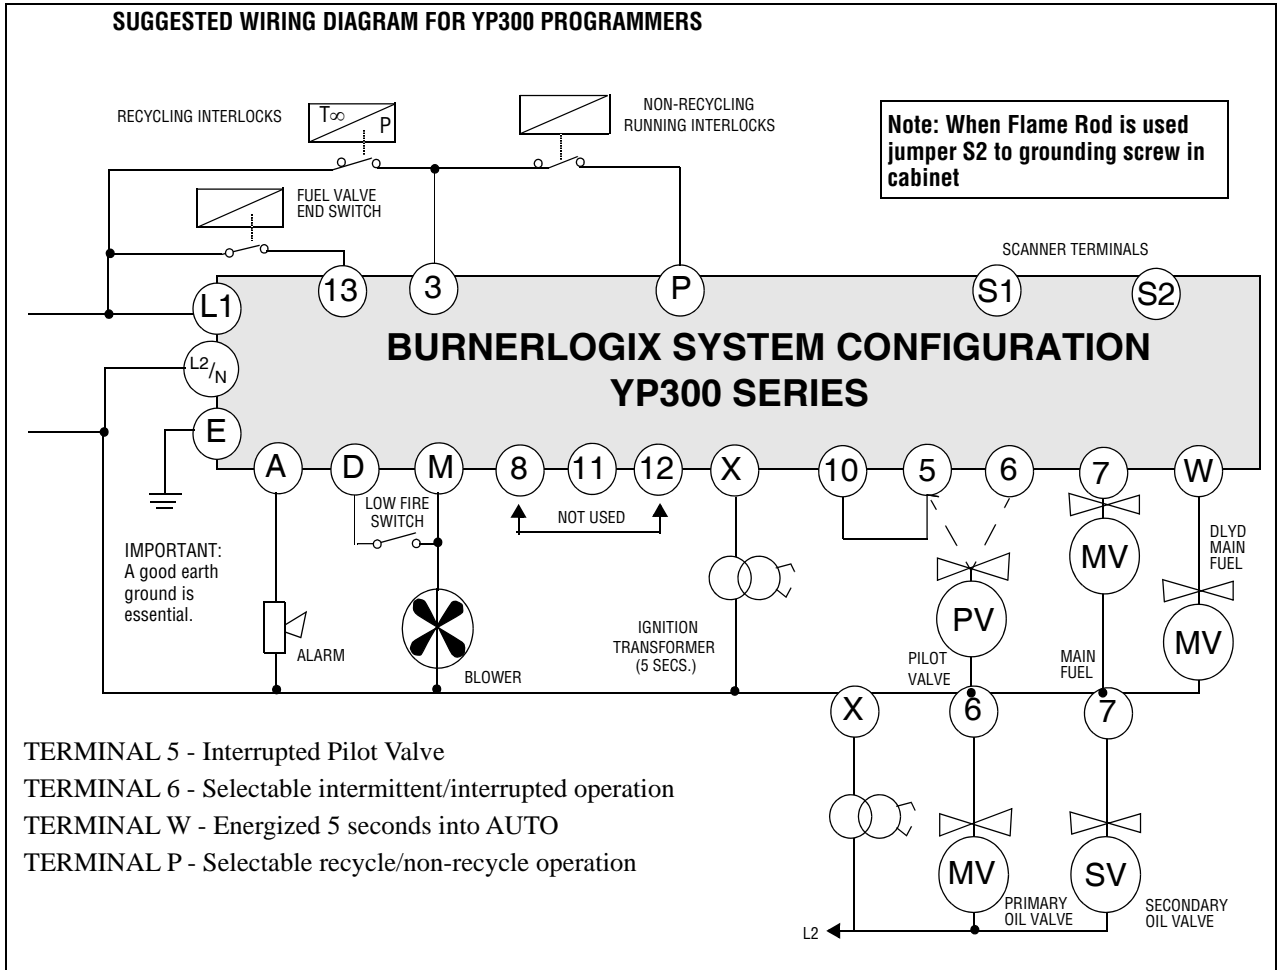 SUGGESTED WIRING DIAGRAM FOR YP300 PROGRAMMERS
RECYCLING INTERLOCKS
T∞
P
NON-RECYCLING
RUNNING INTERLOCKS
Note: When Flame Rod is used
jumper S2 to grounding screw in
cabinet
FUEL VALVE
END SWITCH
SCANNER TERMINALS
L1
13
3
P
S1
S2
BURNERLOGIX SYSTEM CONFIGURATION
YP300 SERIES
L2/N
E
A
D
M
8
11
12
X
10
5
6
7
W
LOW FIRE
SWITCH
NOT USED
IMPORTANT:
A good earth
ground is
essential.
DLYD
MAIN
FUEL
MV
PV
MV
ALARM
BLOWER
IGNITION
TRANSFORMER
(5 SECS.)
PILOT
VALVE
MAIN
FUEL
X
6
7
TERMINAL 5 - Interrupted Pilot Valve
TERMINAL 6 - Selectable intermittent/interrupted operation
TERMINAL W - Energized 5 seconds into AUTO
TERMINAL P - Selectable recycle/non-recycle operation
MV
SV
PRIMARY
OIL VALVE
SECONDARY
OIL VALVE
L2